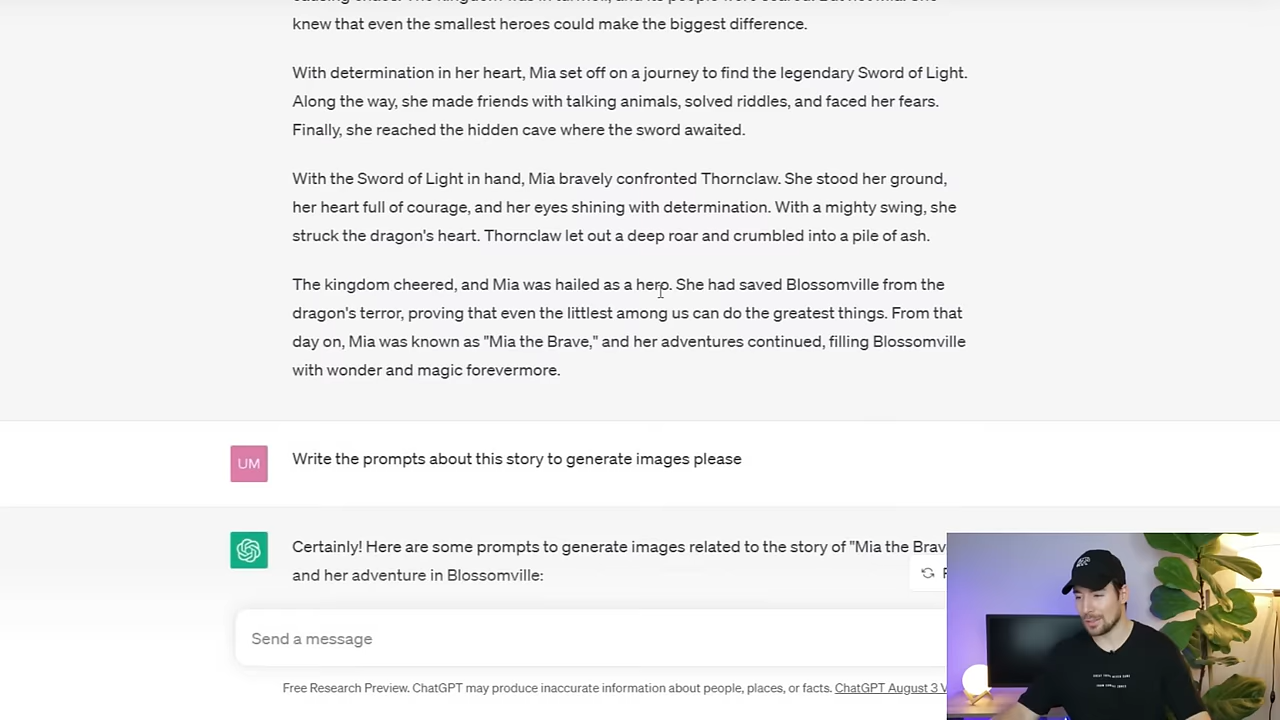 knew that even the smallest heroes could make the biggest difference.
With determination in her heart, Mia set off on a journey to find the legendary Sword of Light.
Along the way, she made friends with talking animals, solved riddles, and faced her fears.
Finally, she reached the hidden cave where the sword awaited.
With the Sword of Light in hand, Mia bravely confronted Thornclaw. She stood her ground,
her heart full of courage, and her eyes shining with determination. With a mighty swing, she
struck the dragon's heart. Thornclaw let out a deep roar and crumbled into a pile of ash.
The kingdom cheered, and Mia was hailed as a hero. She had saved Blossomville from the
dragon's terror, proving that even the littlest among us can do the greatest things. From that
day on, Mia was known as "Mia the Brave," and her adventures continued, filling Blossomville
with wonder and magic forevermore.
UM
Write the prompts about this story to generate images please
Certainly! Here are some prompts to generate images related to the story of "Mia the Brav
and her adventure in Blossomville:
Send a message
Free Research Preview. ChatGPT may produce inaccurate information about people, places, or facts. ChatGPT August 3 V